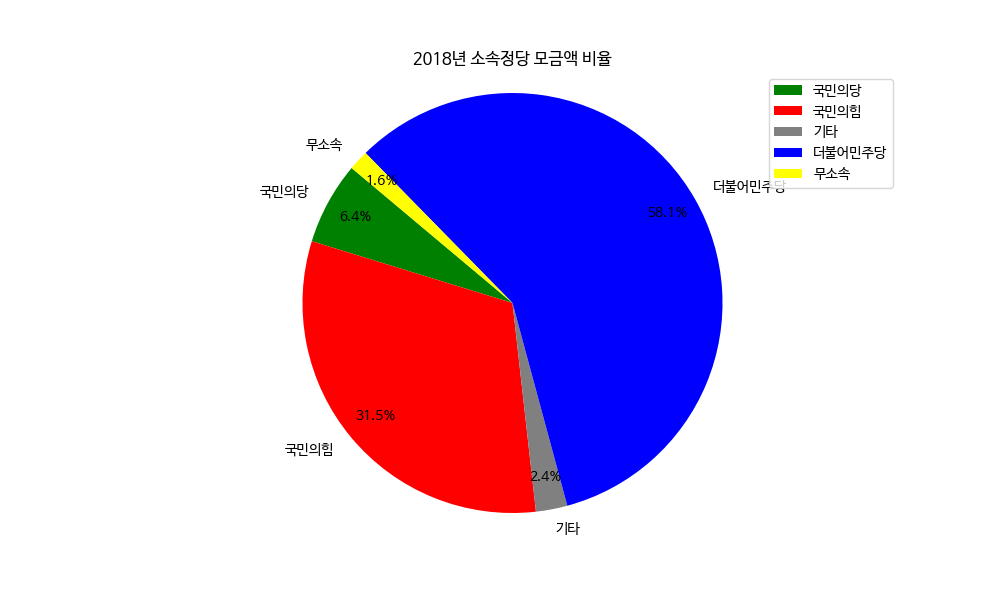 2018년 소속정당 모금액 비율
국민의당
국민의힘
기타
더불어민주당
무소속
무소속
1.6%
국민의당
6.4%
더불어민주당
58.1%
31.5%
국민의힘
2.4%
기타